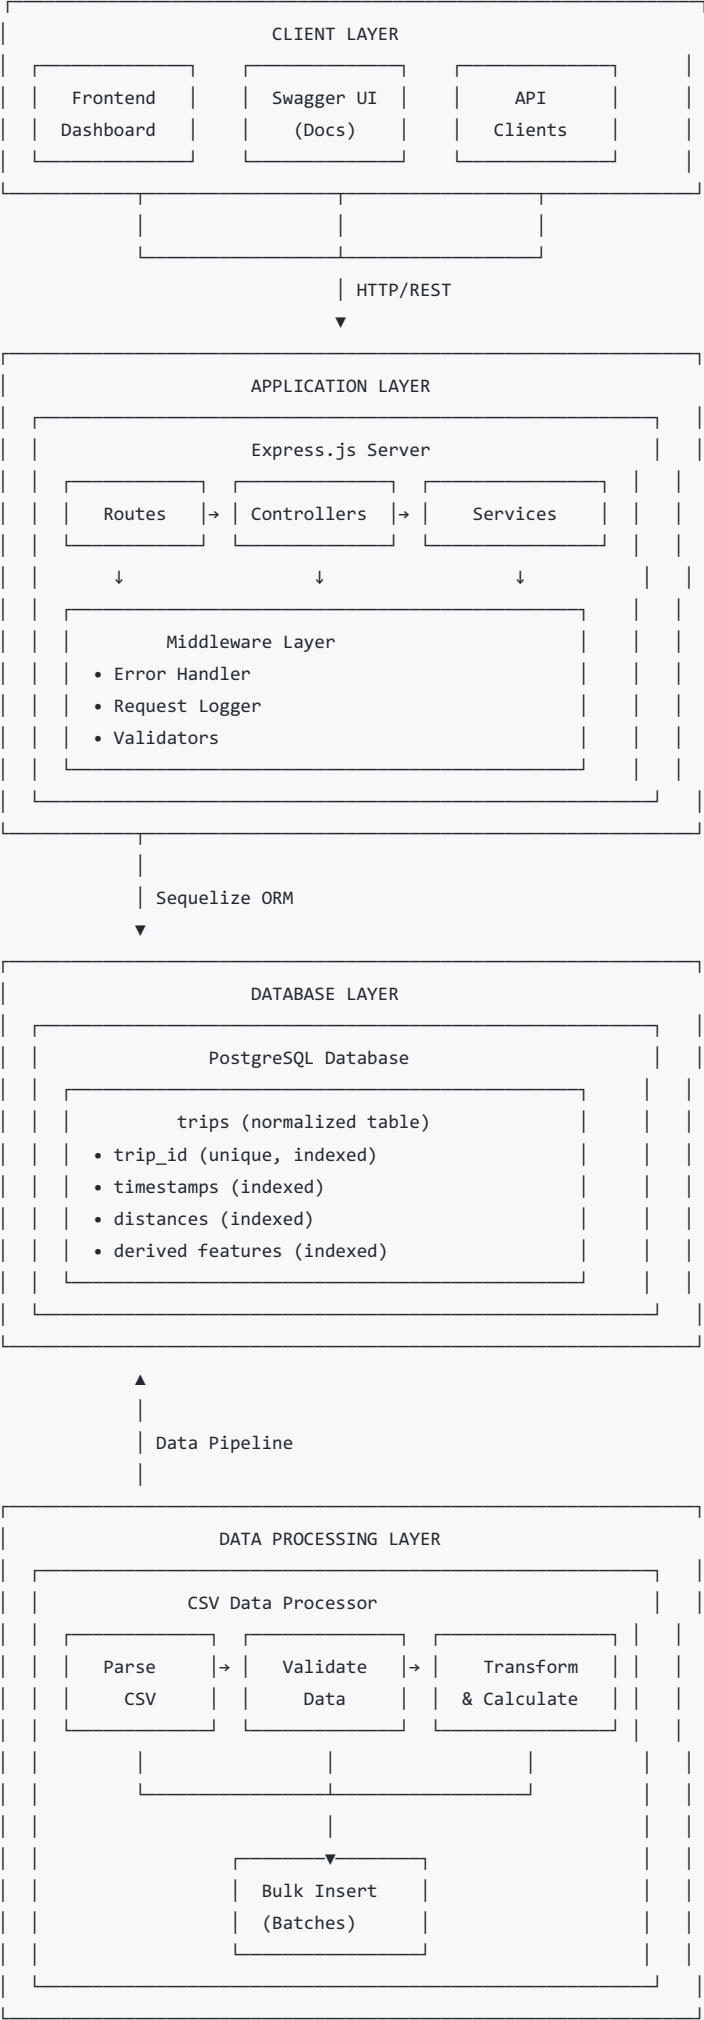 CLIENT LAYER
Frontend Swagger UI API
Dashboard (Docs) Clients
HTTP/REST
APPLICATION LAYER
Express.js Server
Routes → Controllers → Services
↓ ↓ ↓
Middleware Layer
• Error Handler
• Request Logger
• Validators
Sequelize ORM
DATABASE LAYER
PostgreSQL Database
trips (normalized table)
• trip_id (unique, indexed)
• timestamps (indexed)
• distances (indexed)
• derived features (indexed)
Data Pipeline
DATA PROCESSING LAYER
CSV Data Processor
Parse → Validate → Transform
CSV Data & Calculate
Bulk Insert
(Batches)